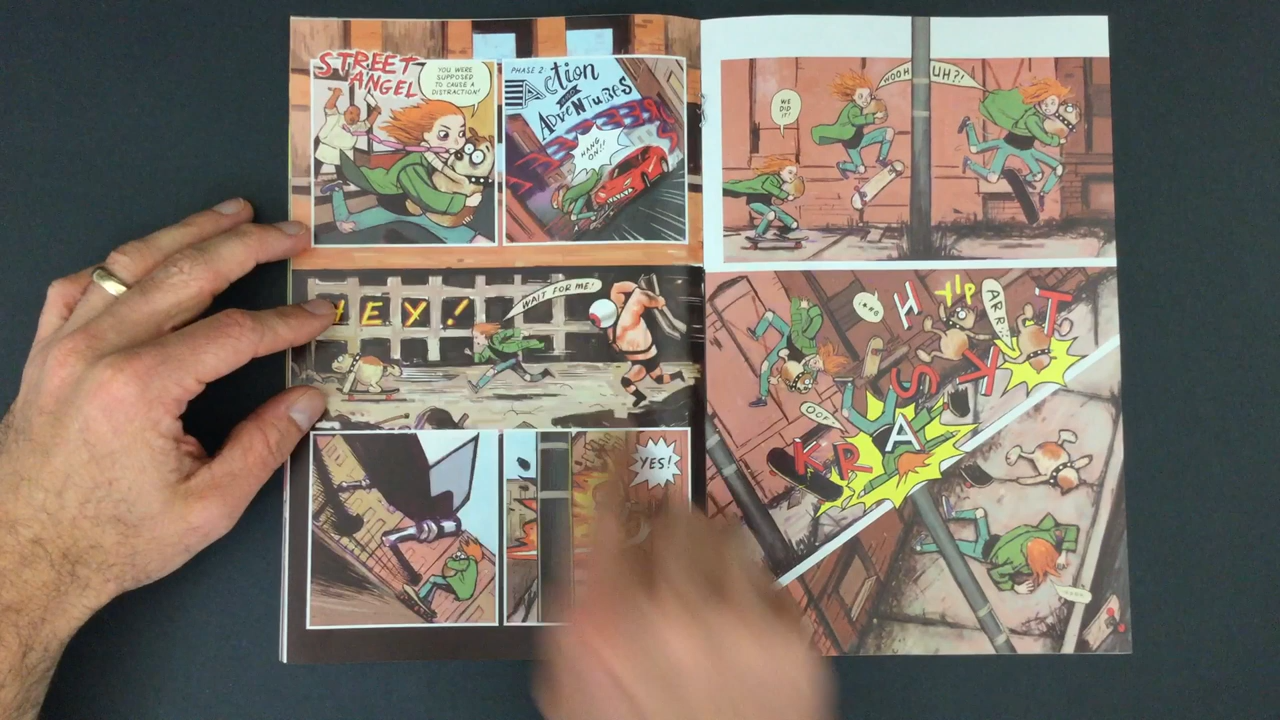 STREET
ANGEL
YOU WERE
SUPPOSED
TO CAUSE A
DISTRACTION!
PHASE 2:
Action
AND
ADVENTURES
HANG
ON!!
HEY!
WAIT FOR ME!
YES!
WE
DID
IT!
WOOH
UH?!
H
YIP
ARR
T
S
K
OOF
KRA